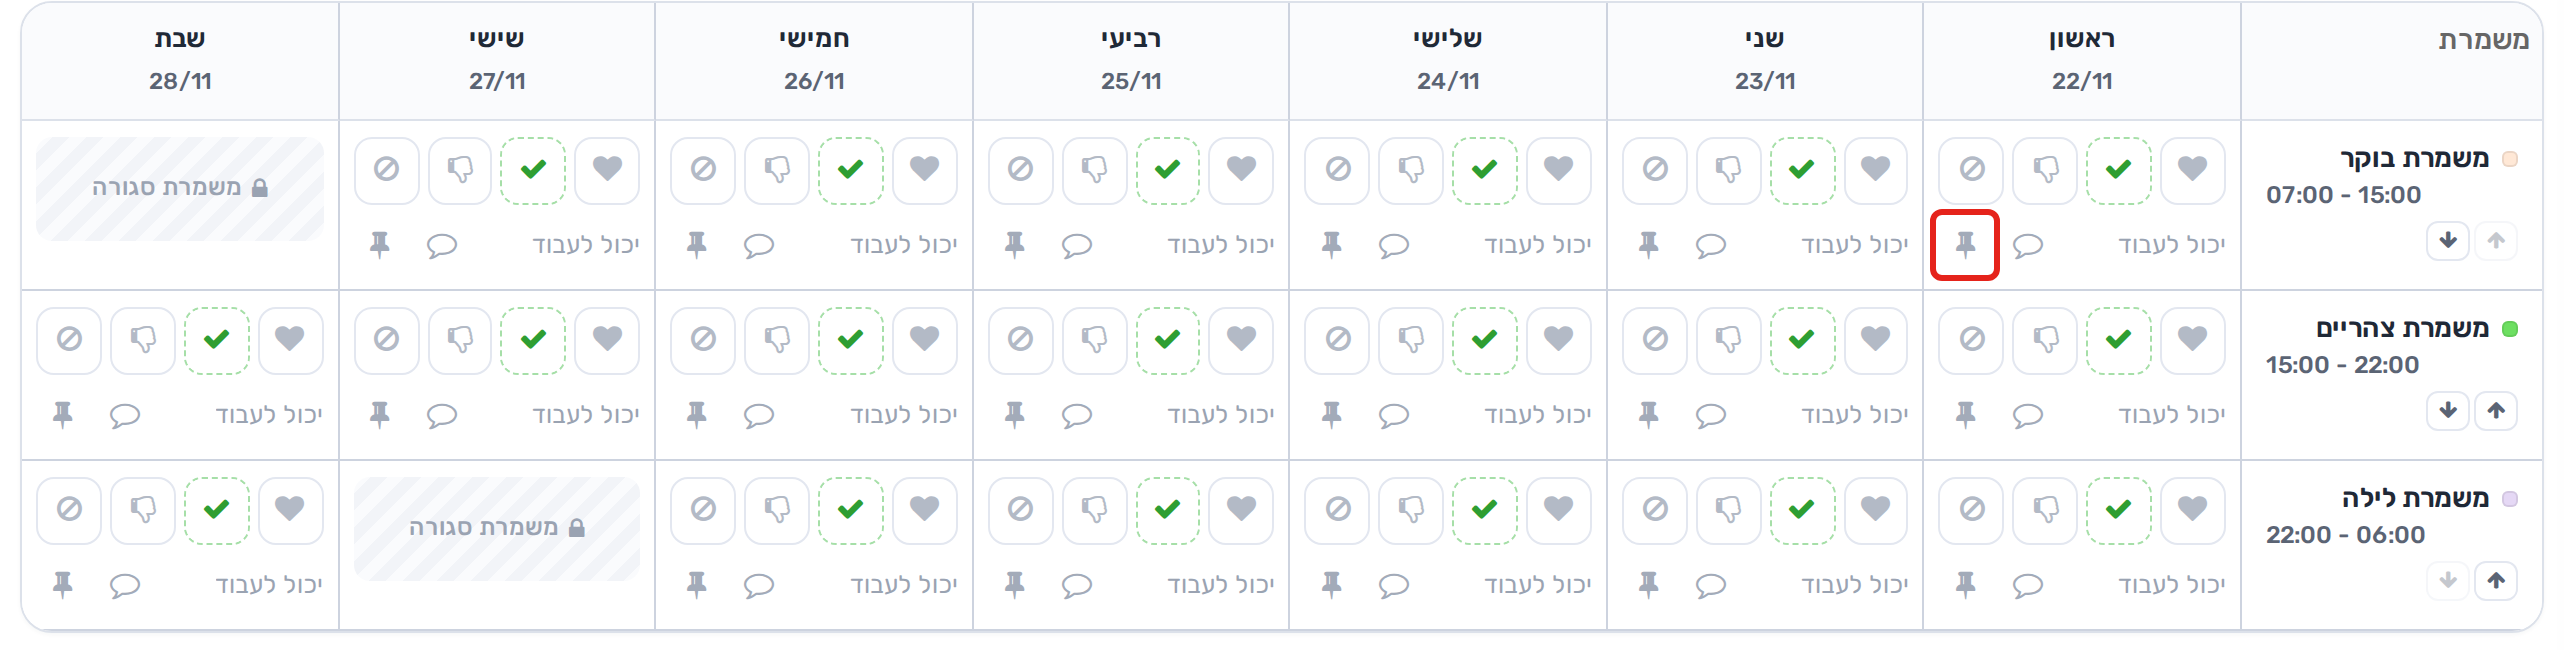 משמרת
ראשון
22/11
שני
23/11
שלישי
24/11
רביעי
25/11
חמישי
26/11
שישי
27/11
שבת
28/11
משמרת בוקר
07:00 - 15:00
יכול לעבוד
יכול לעבוד
יכול לעבוד
יכול לעבוד
יכול לעבוד
יכול לעבוד
משמרת סגורה
משמרת צהריים
15:00 - 22:00
יכול לעבוד
יכול לעבוד
יכול לעבוד
יכול לעבוד
יכול לעבוד
יכול לעבוד
יכול לעבוד
משמרת לילה
22:00 - 06:00
יכול לעבוד
יכול לעבוד
יכול לעבוד
יכול לעבוד
יכול לעבוד
משמרת סגורה
יכול לעבוד